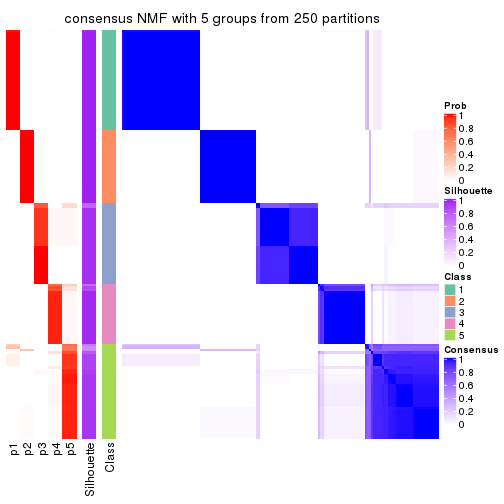 consensus NMF with 5 groups from 250 partitions
Prob
1
0.8
0.6
0.4
0.2
0
Silhouette
1
0.8
0.6
0.4
0.2
0
Class
1
2
3
4
5
Consensus
1
0.8
0.6
0.4
0.2
0
p1
p2
p3
p4
p5
Silhouette
Class